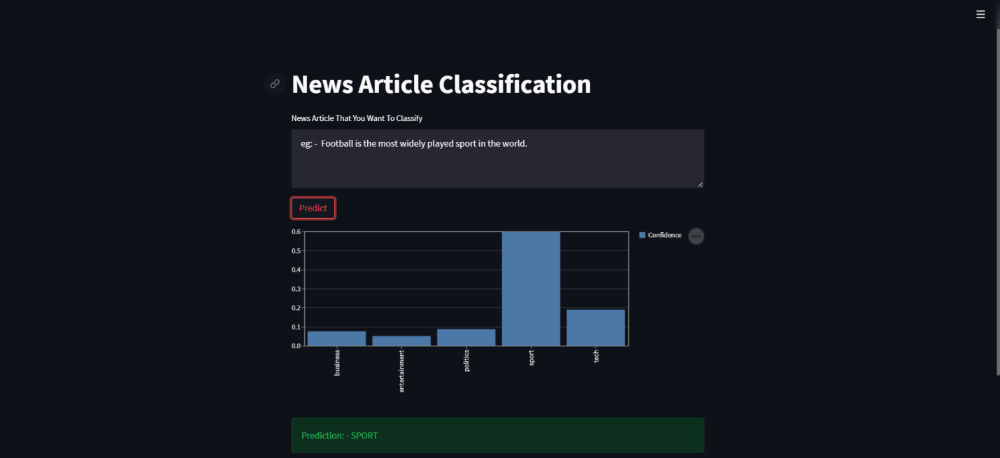 News Article Classification
News Article That You Want To Classify
eg: - Football is the most widely played sport in the world.
Predict
0.6
0.5
0.4
0.3
0.2
0.1
0.0
Confidence
business
entertainment
politics
sport
tech
Prediction: - SPORT